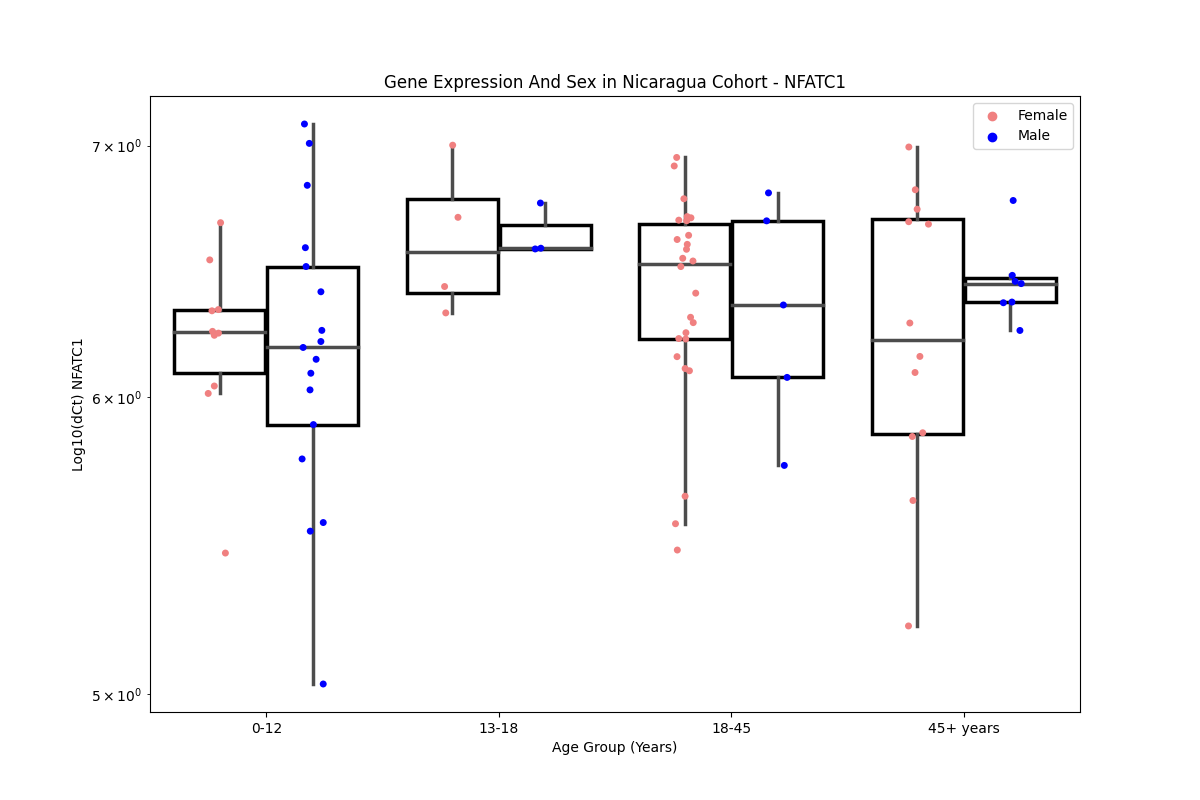 Gene Expression And Sex in Nicaragua Cohort - NFATC1
Female
Male
7 × 10⁰
6 × 10⁰
5 × 10⁰
Log10(dCt) NFATC1
0-12 13-18 18-45 45+ years
Age Group (Years)